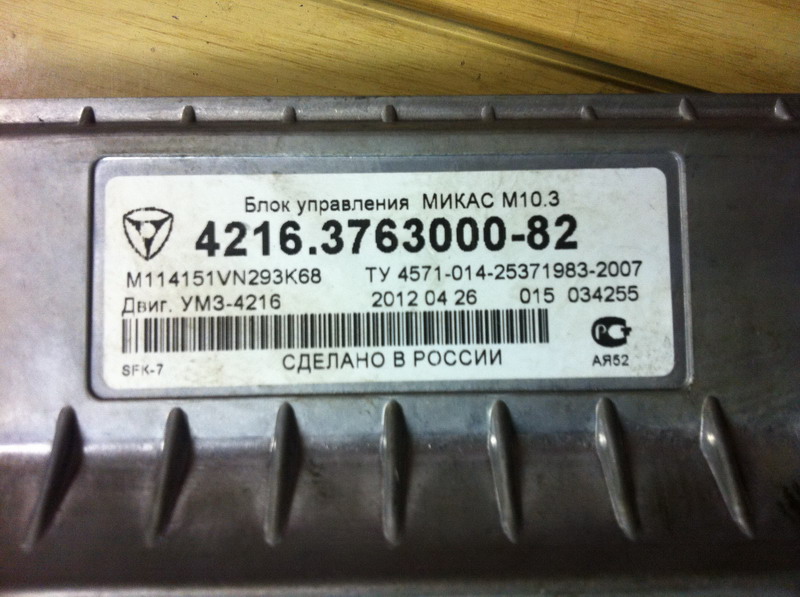 Блок управления МИКАС М10.3
4216.3763000-82
M114151VN293K68 ТУ 4571-014-25371983-2007
Двиг. УМЗ-4216 2012 04 26 015 034255
SFK-7 СДЕЛАНО В РОССИИ АЯ52